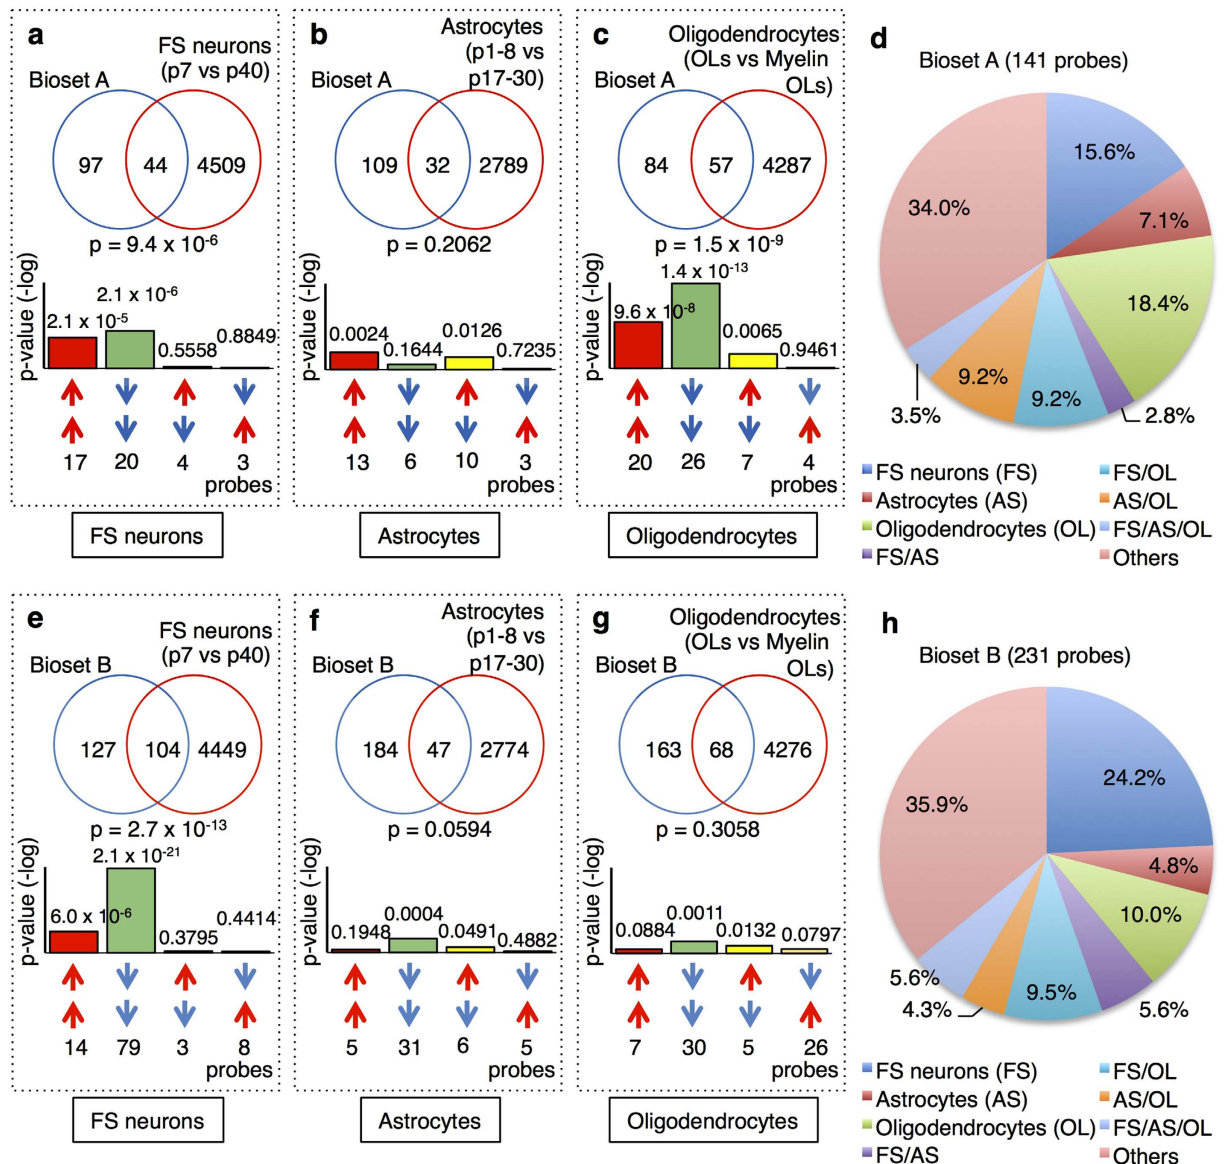 a
FS neurons
(p7 vs p40)
Bioset A
97 44 4509
p = 9.4 x 10-6
p-value (-log)
2.1 x 10-5
2.1 x 10-6
0.5558
0.8849
17 20 4 3
probes
FS neurons
b
Astrocytes
(p1-8 vs
p17-30)
Bioset A
109 32 2789
p = 0.2062
p-value (-log)
0.0024
0.1644
0.0126
0.7235
13 6 10 3
probes
Astrocytes
c
Oligodendrocytes
(OLs vs Myelin
OLs)
Bioset A
84 57 4287
p = 1.5 x 10-9
p-value (-log)
9.6 x 10-8
1.4 x 10-13
0.0065
0.9461
20 26 7 4
probes
Oligodendrocytes
d
Bioset A (141 probes)
15.6%
7.1%
18.4%
2.8%
9.2%
9.2%
3.5%
34.0%
FS neurons (FS)
Astrocytes (AS)
Oligodendrocytes (OL)
FS/AS
FS/OL
AS/OL
FS/AS/OL
Others
e
FS neurons
(p7 vs p40)
Bioset B
127 104 4449
p = 2.7 x 10-13
p-value (-log)
6.0 x 10-6
2.1 x 10-21
0.3795
0.4414
14 79 3 8
probes
FS neurons
f
Astrocytes
(p1-8 vs
p17-30)
Bioset B
184 47 2774
p = 0.0594
p-value (-log)
0.1948
0.0004
0.0491
0.4882
5 31 6 5
probes
Astrocytes
g
Oligodendrocytes
(OLs vs Myelin
OLs)
Bioset B
163 68 4276
p = 0.3058
p-value (-log)
0.0884
0.0011
0.0132
0.0797
7 30 5 26
probes
Oligodendrocytes
h
Bioset B (231 probes)
24.2%
4.8%
10.0%
5.6%
9.5%
4.3%
5.6%
35.9%
FS neurons (FS)
Astrocytes (AS)
Oligodendrocytes (OL)
FS/AS
FS/OL
AS/OL
FS/AS/OL
Others